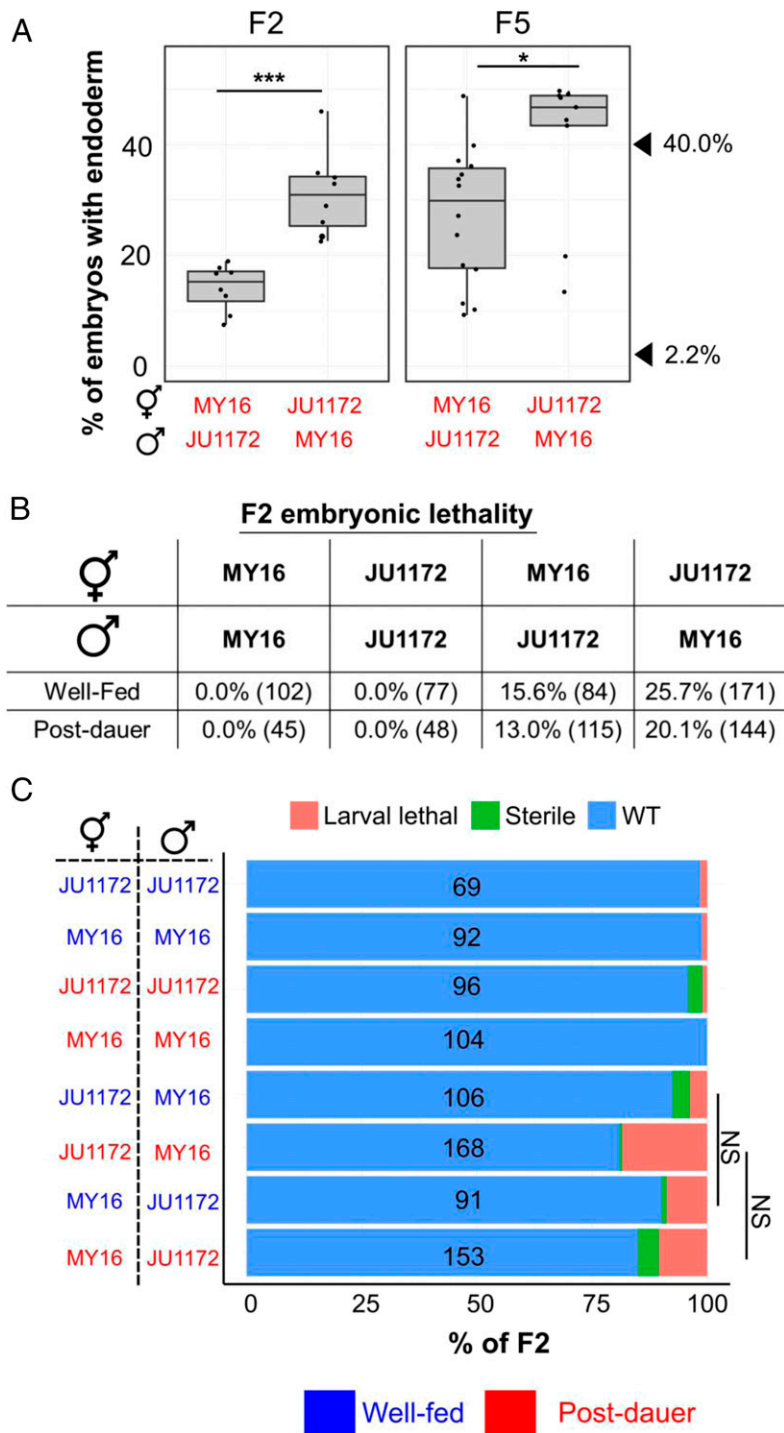 A
F2 F5
% of embryos with endoderm
*** *
40
20
0
40.0%
2.2%
⚥ MY16 JU1172 MY16 JU1172
♂ JU1172 MY16 JU1172 MY16
B
F2 embryonic lethality
⚥ MY16 JU1172 MY16 JU1172
♂ MY16 JU1172 JU1172 MY16
Well-Fed 0.0% (102) 0.0% (77) 15.6% (84) 25.7% (171)
Post-dauer 0.0% (45) 0.0% (48) 13.0% (115) 20.1% (144)
C
Larval lethal Sterile WT
⚥ ♂
JU1172 JU1172 69
MY16 MY16 92
JU1172 JU1172 96
MY16 MY16 104
JU1172 MY16 106
JU1172 MY16 168
MY16 JU1172 91
MY16 JU1172 153
NS
NS
0 25 50 75 100
% of F2
Well-fed Post-dauer